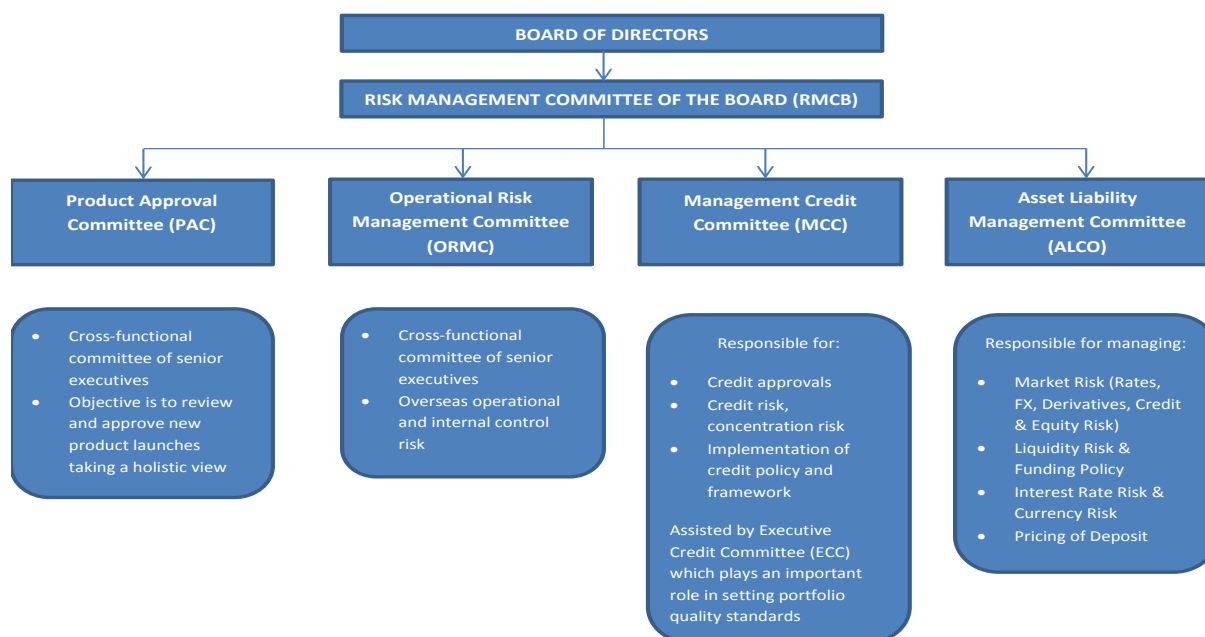 BOARD OF DIRECTORS
RISK MANAGEMENT COMMITTEE OF THE BOARD (RMCB)
Product Approval
Committee (PAC)
Operational Risk
Management Committee
(ORMC)
Management Credit
Committee (MCC)
Asset Liability
Management Committee
(ALCO)
• Cross-functional
committee of senior
executives
• Objective is to review
and approve new
product launches
taking a holistic view
• Cross-functional
committee of senior
executives
• Overseas operational
and internal control
risk
Responsible for:
• Credit approvals
• Credit risk,
concentration risk
• Implementation of
credit policy and
framework
Assisted by Executive
Credit Committee (ECC)
which plays an important
role in setting portfolio
quality standards
Responsible for managing:
• Market Risk (Rates,
FX, Derivatives, Credit
& Equity Risk)
• Liquidity Risk &
Funding Policy
• Interest Rate Risk &
Currency Risk
• Pricing of Deposit